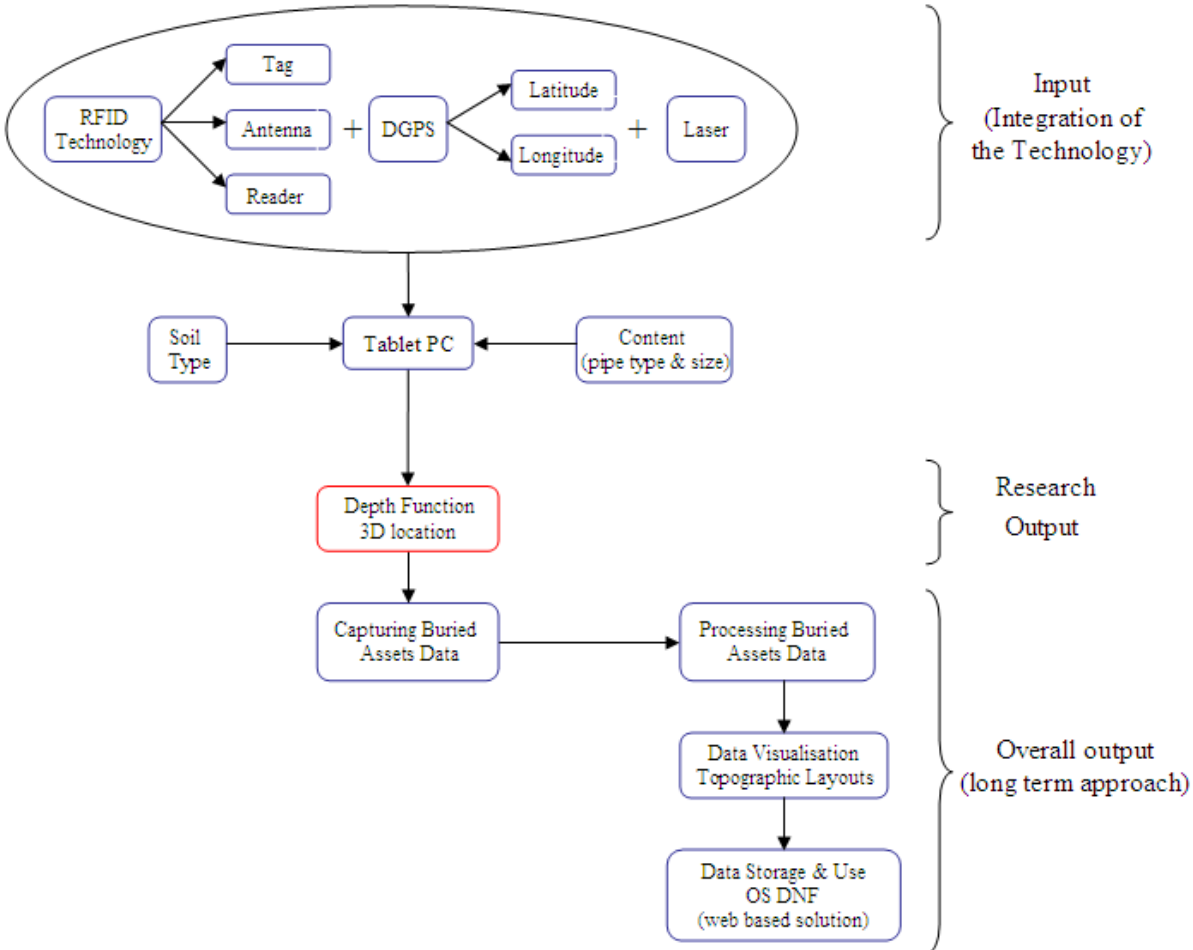 Tag
RFID
Technology
Antenna
Reader
+
DGPS
Latitude
Longitude
+
Laser
Input
(Integration of
the Technology)
Soil
Type
Tablet PC
Content
(pipe type & size)
Depth Function
3D location
Research
Output
Capturing Buried
Assets Data
Processing Buried
Assets Data
Data Visualisation
Topographic Layouts
Data Storage & Use
OS DNF
(web based solution)
Overall output
(long term approach)